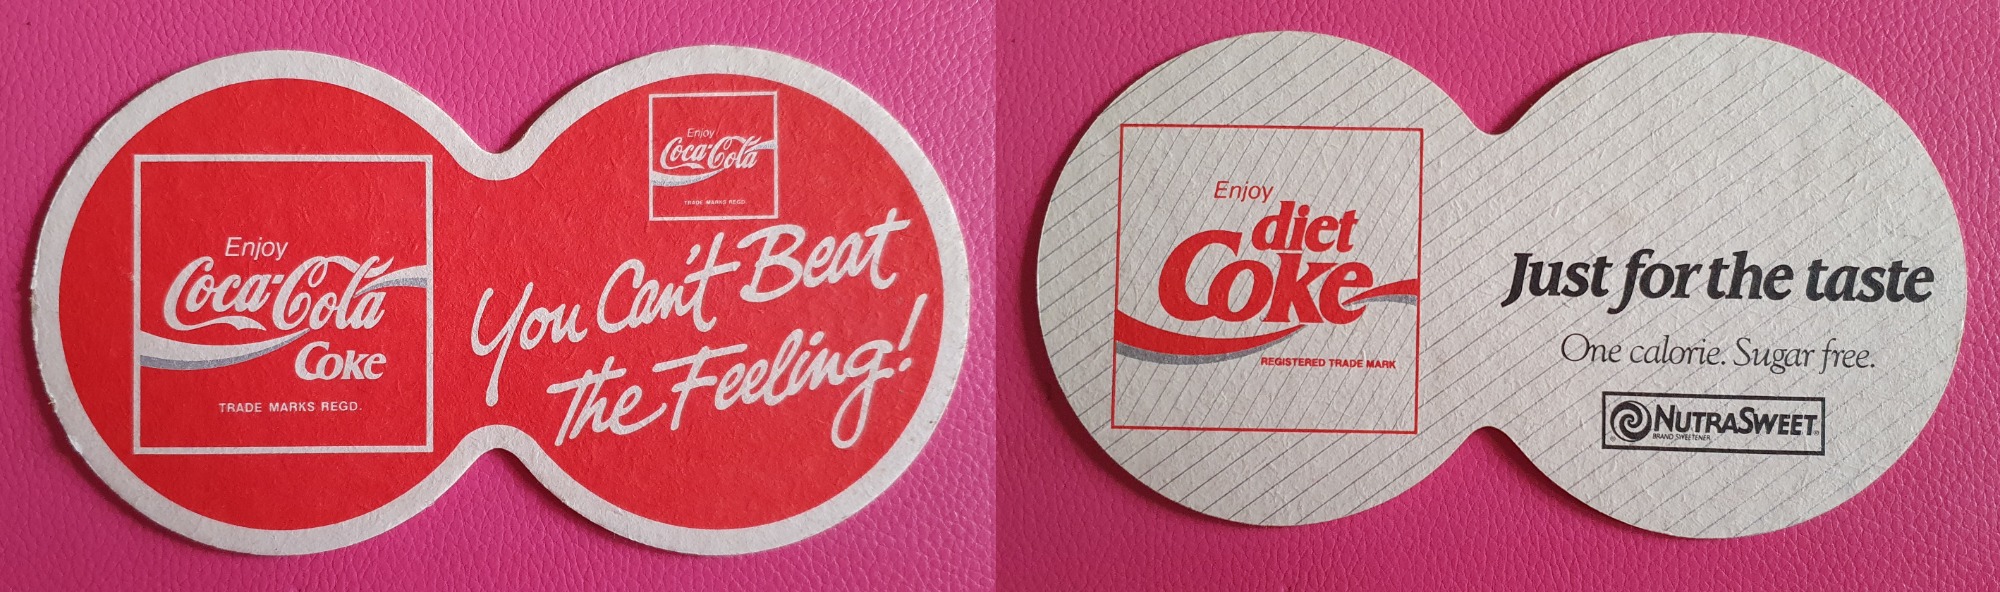 Enjoy
Coca-Cola
Coke
TRADE MARKS REGD.
Enjoy
Coca-Cola
TRADE MARKS REGD.
You Can't Beat
The Feeling!
Enjoy
diet
Coke
REGISTERED TRADE MARK
Just for the taste
One calorie. Sugar free.
NUTRASWEET
BRAND SWEETENER